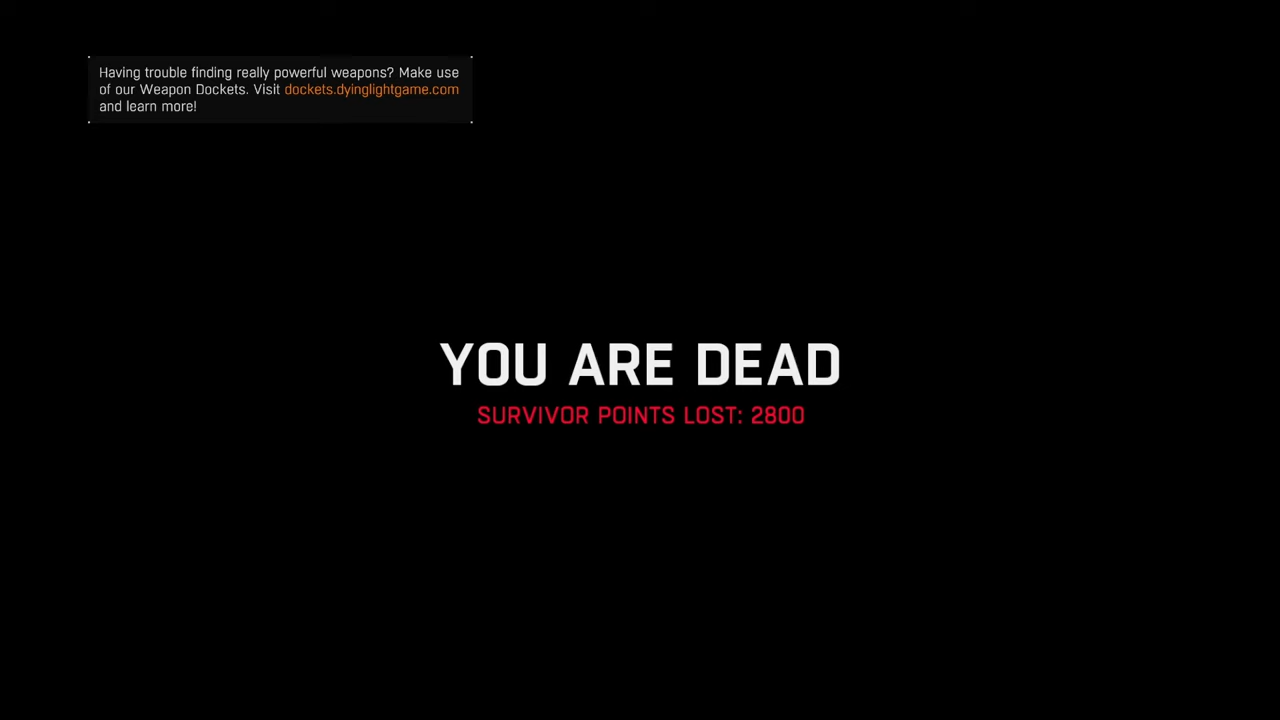 Having trouble finding really powerful weapons? Make use
of our Weapon Dockets. Visit dockets.dyinglightgame.com
and learn more!
YOU ARE DEAD
SURVIVOR POINTS LOST: 2800